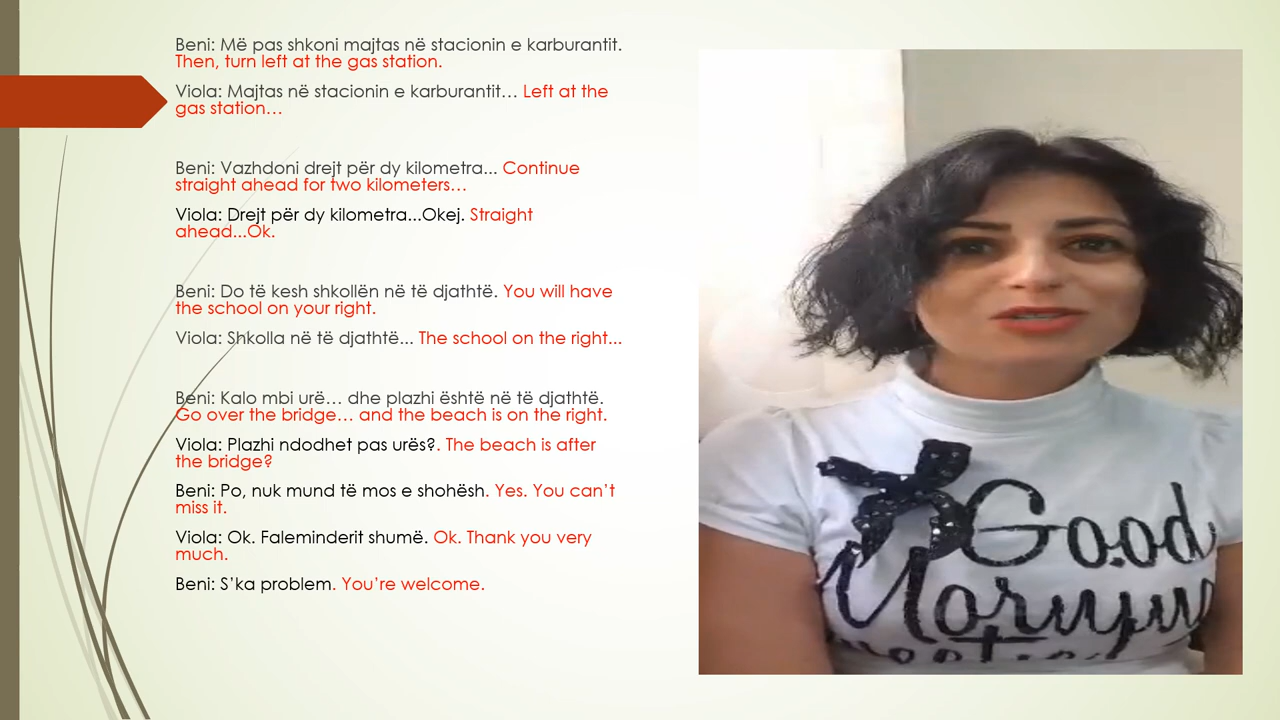 Beni: Më pas shkoni majtas në stacionin e karburantit.
Then, turn left at the gas station.
Viola: Majtas në stacionin e karburantit… Left at the
gas station…
Beni: Vazhdoni drejt për dy kilometra... Continue
straight ahead for two kilometers…
Viola: Drejt për dy kilometra...Okej. Straight
ahead...Ok.
Beni: Do të kesh shkollën në të djathtë. You will have
the school on your right.
Viola: Shkolla në të djathtë... The school on the right...
Beni: Kalo mbi urë… dhe plazhi është në të djathtë.
Go over the bridge… and the beach is on the right.
Viola: Plazhi ndodhet pas urës?. The beach is after
the bridge?
Beni: Po, nuk mund të mos e shohësh. Yes. You can’t
miss it.
Viola: Ok. Faleminderit shumë. Ok. Thank you very
much.
Beni: S’ka problem. You’re welcome.
Good